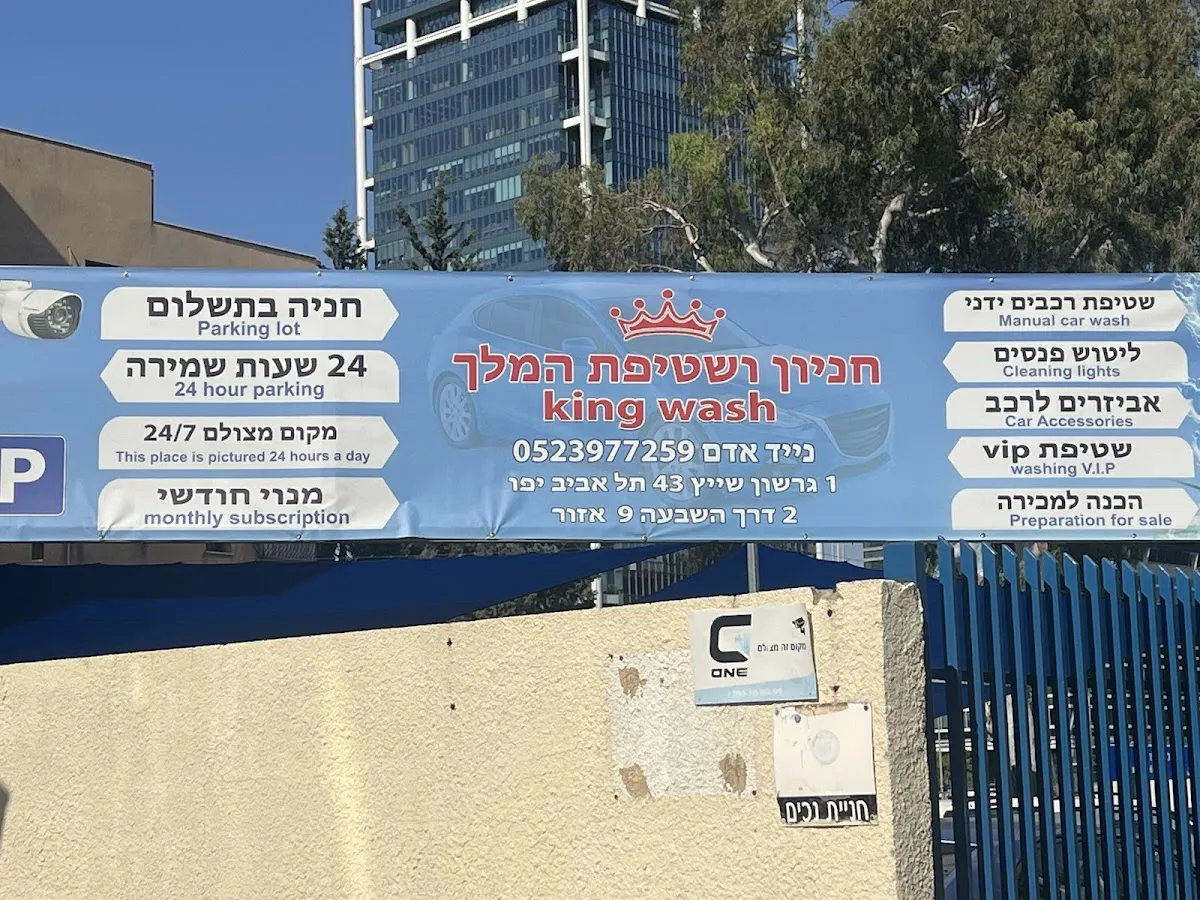 חניה בתשלום
Parking lot
24 שעות שמירה
24 hour parking
מקום מצולם 24/7
This place is pictured 24 hours a day
מנוי חודשי
monthly subscription
P
חניון ושטיפת המלך
king wash
נייד אדם 0523977259
1 גרשון שייץ 43 תל אביב יפו
2 דרך השבעה 9 אזור
שטיפת רכבים ידני
Manual car wash
ליטוש פנסים
Cleaning lights
אביזרים לרכב
Car Accessories
שטיפת vip
washing V.I.P
הכנה למכירה
Preparation for sale
ONE
מקום זה מצולם
חניית נכים